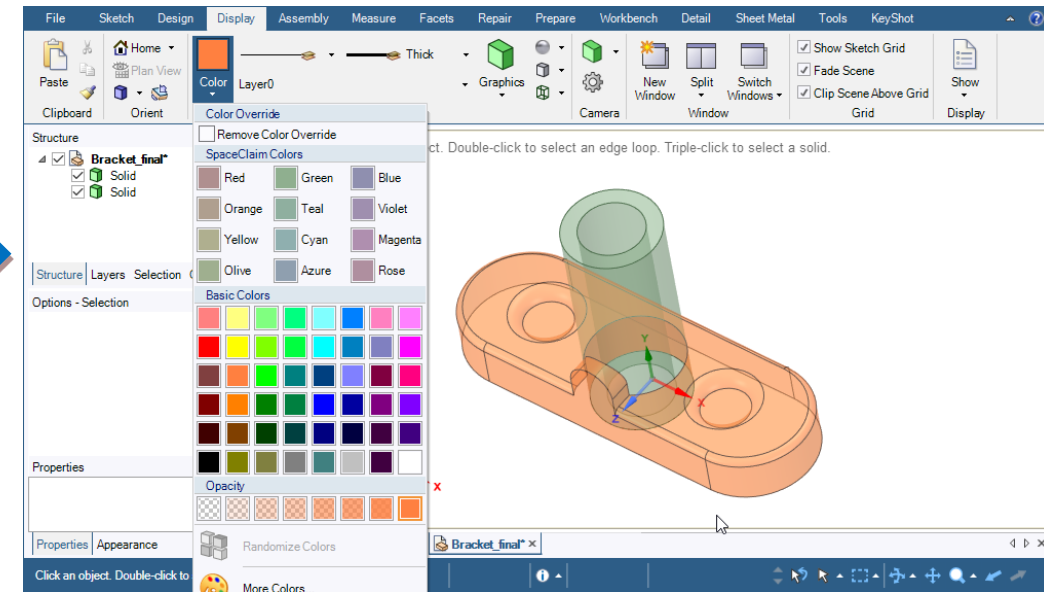 File Sketch Design Display Assembly Measure Facets Repair Prepare Workbench Detail Sheet Metal Tools KeyShot
Paste
Home
Plan View
Color
Layer0
Thick
Graphics
New Window
Split
Switch Windows
Show Sketch Grid
Fade Scene
Clip Scene Above Grid
Show
Clipboard Orient Camera Window Grid Display
Color Override
Remove Color Override
SpaceClaim Colors
Red Green Blue
Orange Teal Violet
Yellow Cyan Magenta
Olive Azure Rose
Basic Colors
Opacity
Randomize Colors
More Colors
Structure
Bracket_final*
Solid
Solid
Structure Layers Selection
Options - Selection
Properties
Properties Appearance
ct. Double-click to select an edge loop. Triple-click to select a solid.
Y
X
Z
X
Bracket_final*
Click an object. Double-click to